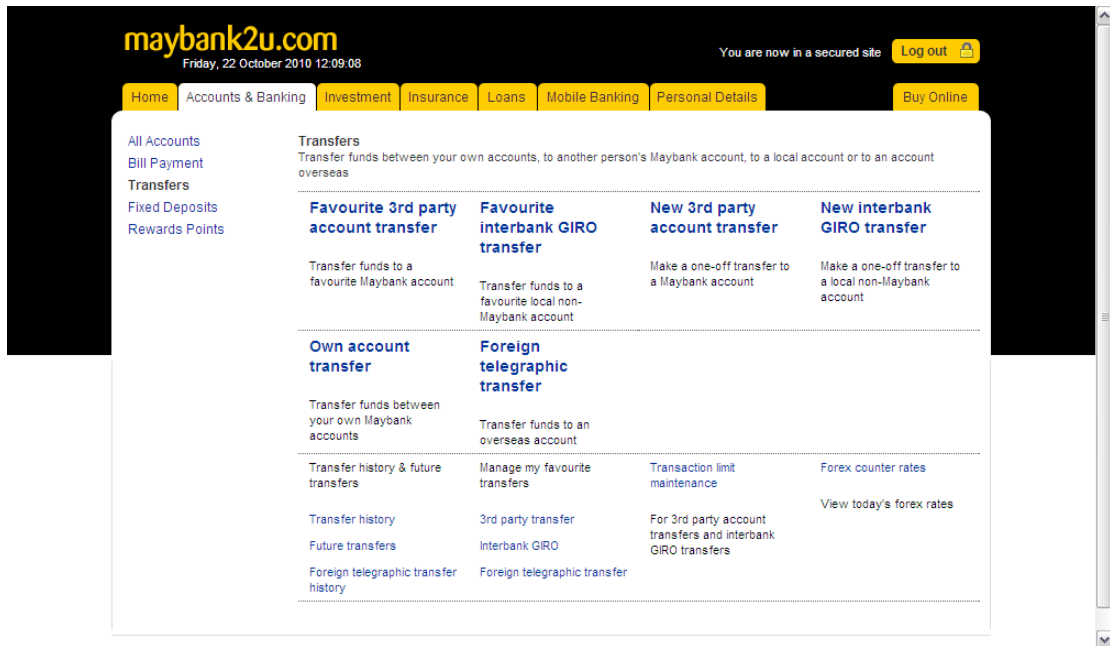 maybank2u.com
Friday, 22 October 2010 12:09:08
You are now in a secured site
Log out
Home
Accounts & Banking
Investment
Insurance
Loans
Mobile Banking
Personal Details
Buy Online
All Accounts
Bill Payment
Transfers
Fixed Deposits
Rewards Points
Transfers
Transfer funds between your own accounts, to another person's Maybank account, to a local account or to an account
overseas
Favourite 3rd party
account transfer
Transfer funds to a
favourite Maybank account
Favourite
interbank GIRO
transfer
Transfer funds to a
favourite local non-
Maybank account
New 3rd party
account transfer
Make a one-off transfer to
a Maybank account
New interbank
GIRO transfer
Make a one-off transfer to
a local non-Maybank
account
Own account
transfer
Transfer funds between
your own Maybank
accounts
Foreign
telegraphic
transfer
Transfer funds to an
overseas account
Transfer history & future
transfers
Transfer history
Future transfers
Foreign telegraphic transfer
history
Manage my favourite
transfers
3rd party transfer
Interbank GIRO
Foreign telegraphic transfer
Transaction limit
maintenance
For 3rd party account
transfers and interbank
GIRO transfers
Forex counter rates
View today's forex rates